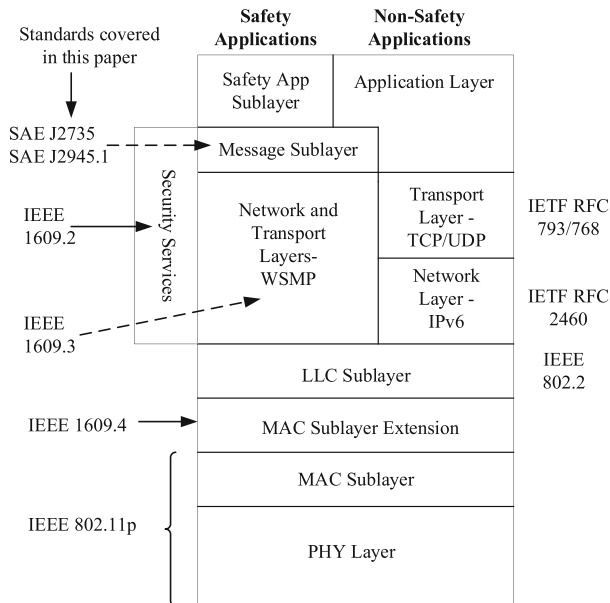 Safety
Applications
Non-Safety
Applications
Standards covered
in this paper
Safety App
Sublayer
Application Layer
SAE J2735
SAE J2945.1
Message Sublayer
Security Services
IEEE
1609.2
Network and
Transport
Layers-
WSMP
Transport
Layer -
TCP/UDP
IETF RFC
793/768
IEEE
1609.3
Network
Layer -
IPv6
IETF RFC
2460
LLC Sublayer
IEEE
802.2
IEEE 1609.4
MAC Sublayer Extension
MAC Sublayer
IEEE 802.11p
PHY Layer